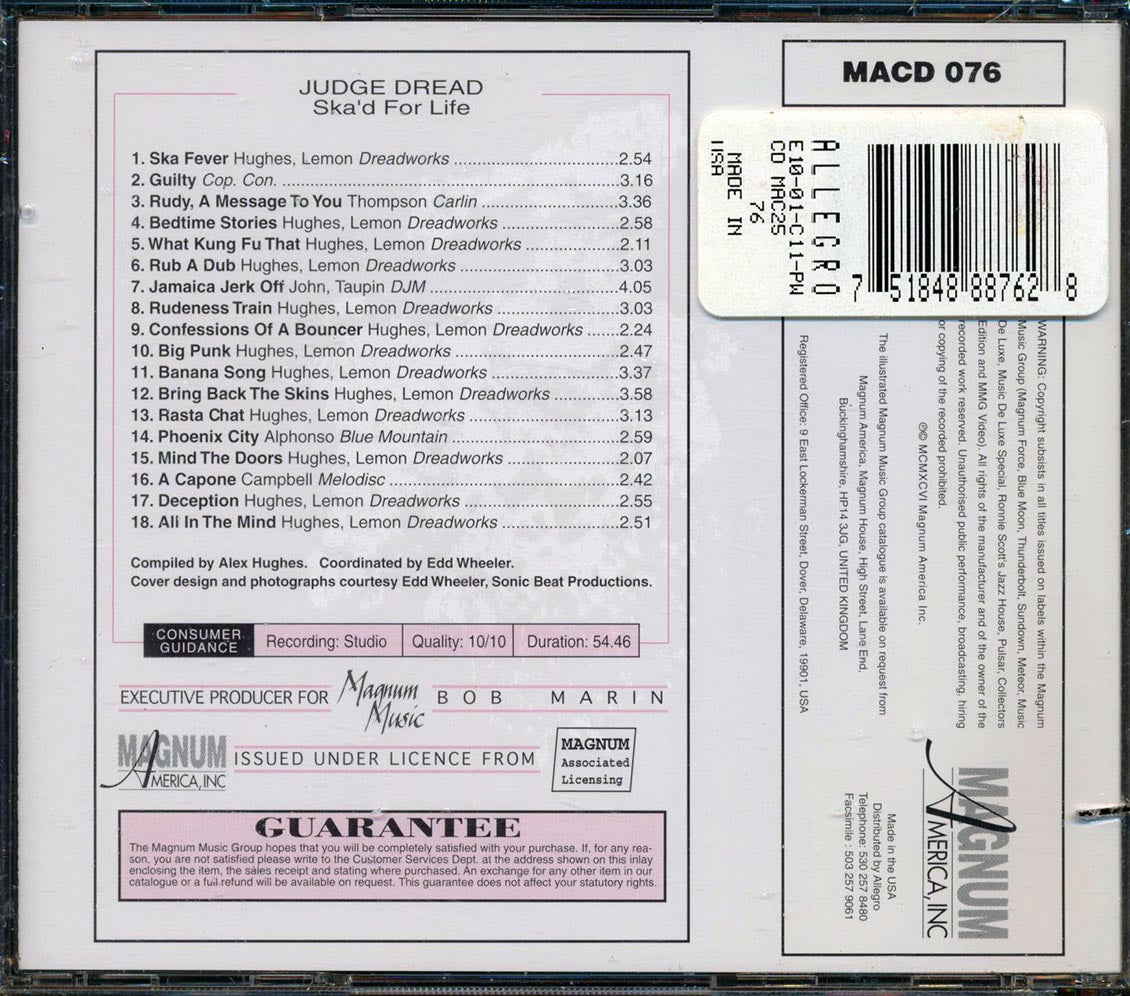 JUDGE DREAD
Ska'd For Life
1. Ska Fever Hughes, Lemon Dreadworks ........................2.54
2. Guilty Cop. Con. ........................3.16
3. Rudy, A Message To You Thompson Carlin ........................3.36
4. Bedtime Stories Hughes, Lemon Dreadworks ........................2.58
5. What Kung Fu That Hughes, Lemon Dreadworks ..............2.11
6. Rub A Dub Hughes, Lemon Dreadworks ........................3.03
7. Jamaica Jerk Off John, Taupin DJM ........................4.05
8. Rudeness Train Hughes, Lemon Dreadworks ..................3.03
9. Confessions Of A Bouncer Hughes, Lemon Dreadworks .....2.24
10. Big Punk Hughes, Lemon Dreadworks ........................2.47
11. Banana Song Hughes, Lemon Dreadworks ...................3.37
12. Bring Back The Skins Hughes, Lemon Dreadworks ..........3.58
13. Rasta Chat Hughes, Lemon Dreadworks ......................3.13
14. Phoenix City Alphonso Blue Mountain ........................2.59
15. Mind The Doors Hughes, Lemon Dreadworks ................2.07
16. A Capone Campbell Melodisc ........................2.42
17. Deception Hughes, Lemon Dreadworks .......................2.55
18. All In The Mind Hughes, Lemon Dreadworks .................2.51
Compiled by Alex Hughes. Coordinated by Edd Wheeler.
Cover design and photographs courtesy Edd Wheeler, Sonic Beat Productions.
CONSUMER
GUIDANCE
Recording: Studio
Quality: 10/10
Duration: 54.46
EXECUTIVE PRODUCER FOR Magnum Music BOB MARIN
MAGNUM
AMERICA, INC
ISSUED UNDER LICENCE FROM
MAGNUM
Associated
Licensing
GUARANTEE
The Magnum Music Group hopes that you will be completely satisfied with your purchase. If, for any rea-
son, you are not satisfied please write to the Customer Services Dept. at the address shown on this inlay
enclosing the item, the sales receipt and stating where purchased. An exchange for any other item in our
catalogue or a full refund will be available on request. This guarantee does not affect your statutory rights.
MACD 076
ALLEGRO
E10-01-C11-PW
CD MAC25
76
MADE IN
USA
7 51848 88762 8
WARNING: Copyright subsists in all titles issued on labels within the Magnum
Music Group (Magnum Force, Blue Moon, Thunderbolt, Sundown, Meteor, Music
De Luxe, Music De Luxe Special, Ronnie Scott's Jazz House, Pulsar, Collectors
Edition and MMG Video). All rights of the manufacturer and of the owner of the
recorded work reserved. Unauthorised public performance, broadcasting, hiring
or copying of the recorded prohibited.
℗© MCMXCVI Magnum America Inc.
The illustrated Magnum Music Group catalogue is available on request from
Magnum America, Magnum House, High Street, Lane End,
Buckinghamshire, HP14 3JG, UNITED KINGDOM
Registered Office: 9 East Lockerman Street, Dover, Delaware, 19901, USA
MAGNUM
AMERICA, INC
Made in the USA
Distributed by Allegro
Telephone: 530 257 8480
Facsimile : 503 257 9061